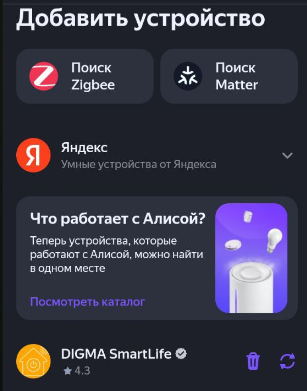 Добавить устройство
Поиск
Zigbee
Поиск
Matter
Я
Яндекс
Умные устройства от Яндекса
Что работает с Алисой?
Теперь устройства, которые
работают с Алисой, можно найти
в одном месте
Посмотреть каталог
DIGMA SmartLife
4.3